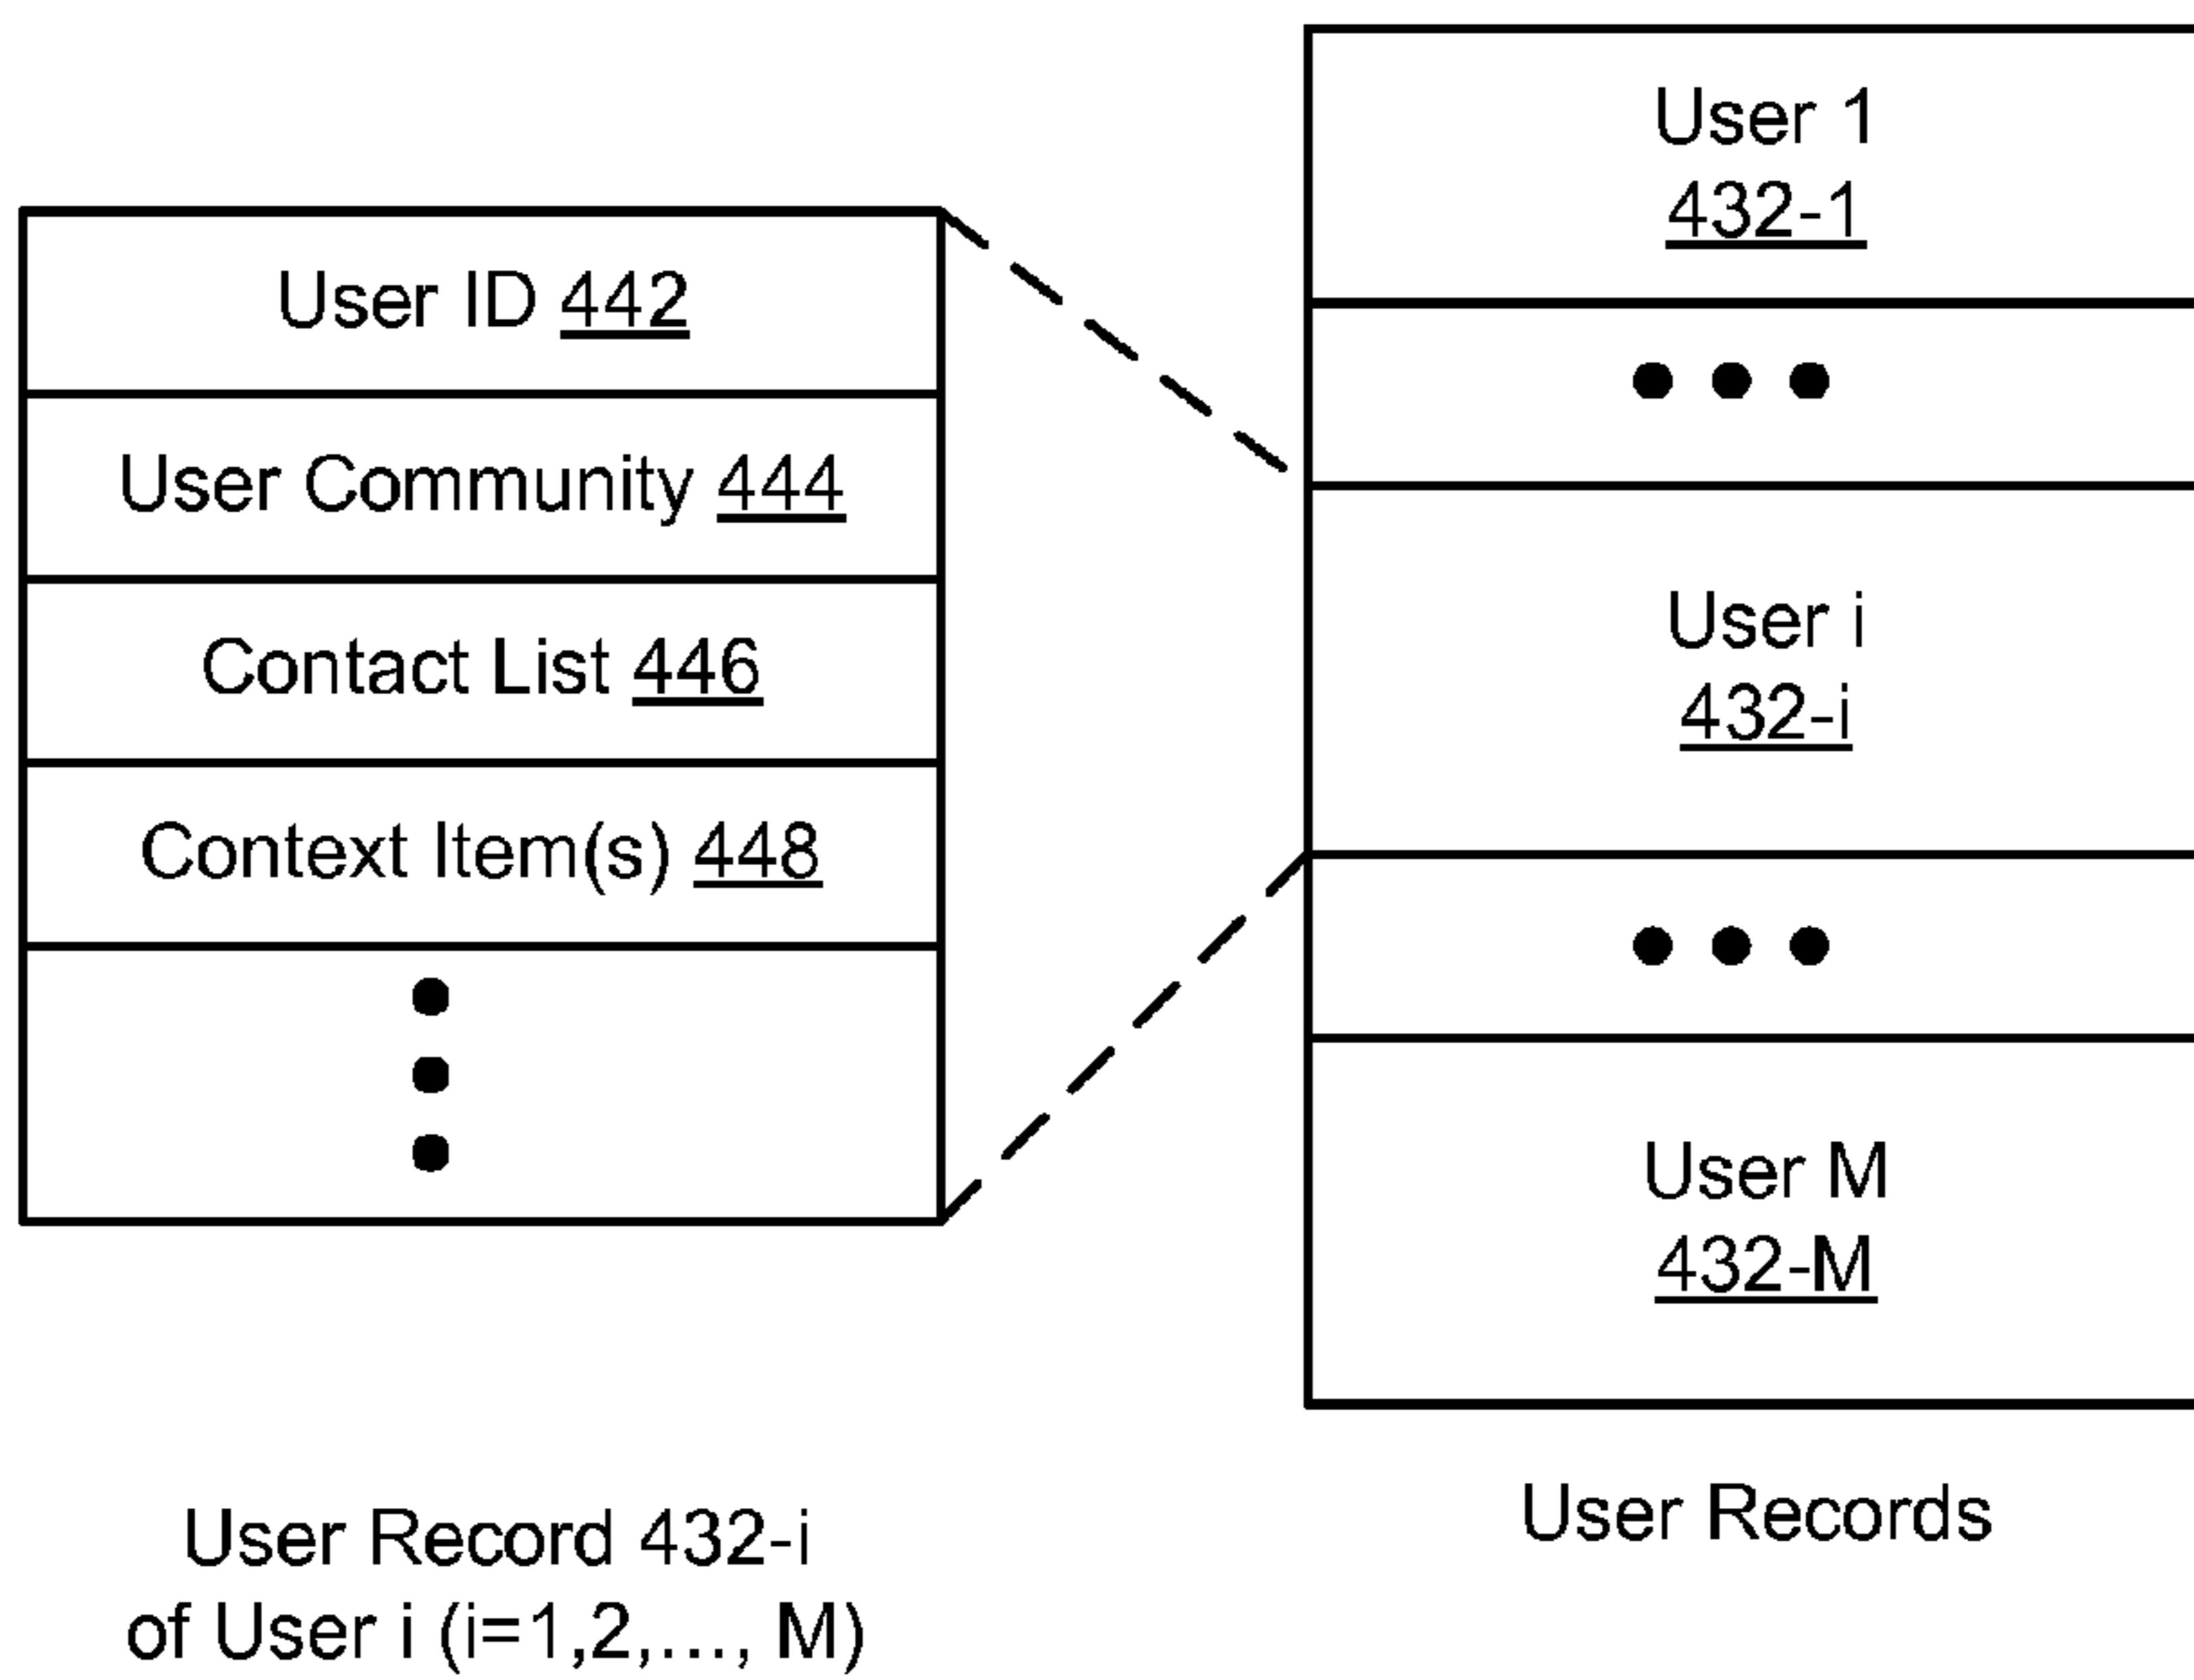 User ID 442
User Community 444
Contact List 446
Context Item(s) 448
User Record 432-i
of User i (i=1,2,..., M)
User 1
432-1
User i
432-i
User M
432-M
User Records